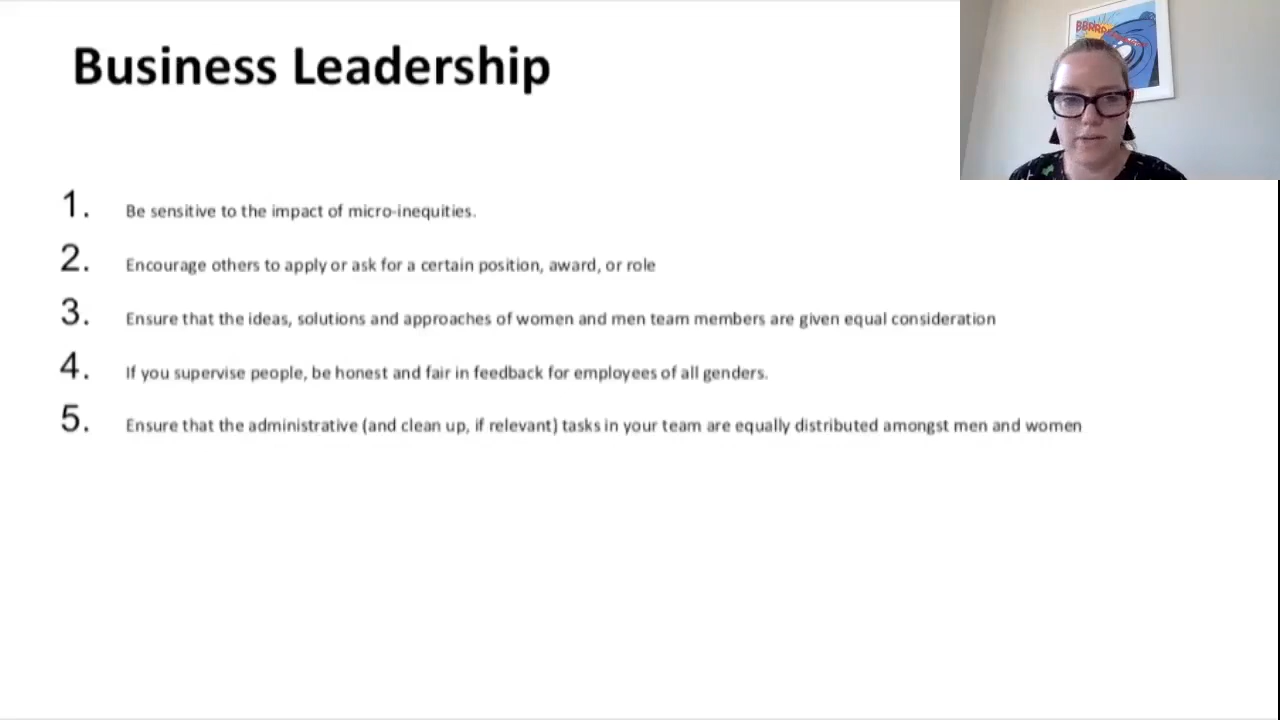 Business Leadership
1. Be sensitive to the impact of micro-inequities.
2. Encourage others to apply or ask for a certain position, award, or role
3. Ensure that the ideas, solutions and approaches of women and men team members are given equal consideration
4. If you supervise people, be honest and fair in feedback for employees of all genders.
5. Ensure that the administrative (and clean up, if relevant) tasks in your team are equally distributed amongst men and women